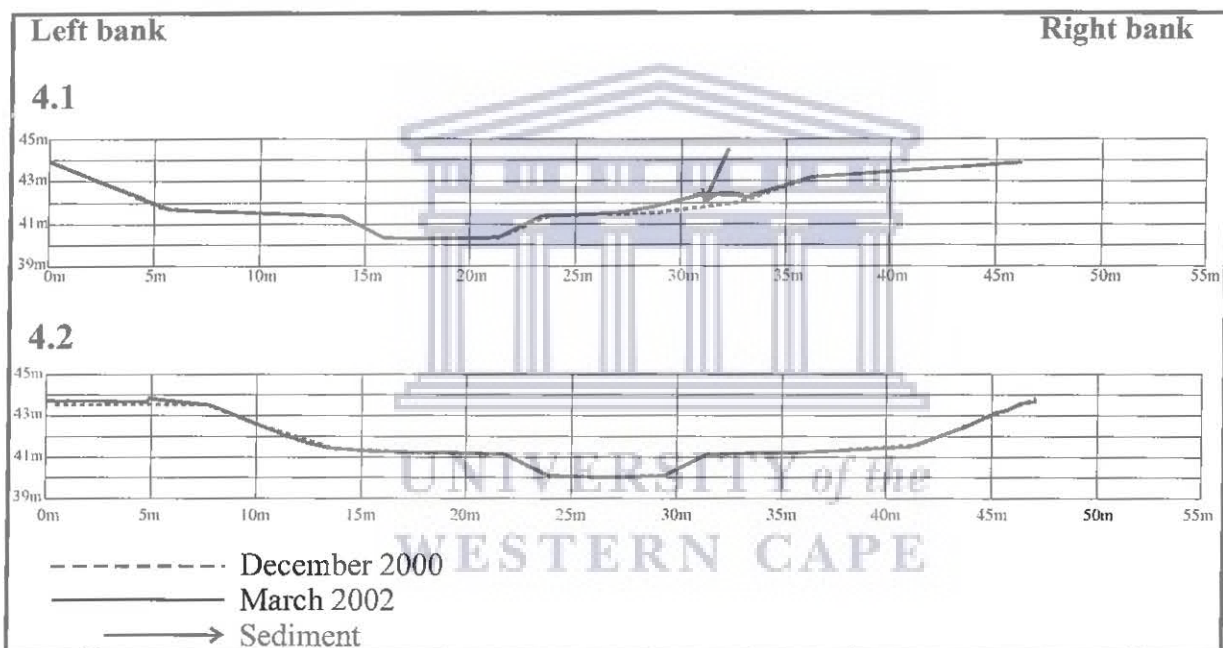 Left bank Right bank
4.1
45m
43m
41m
39m
0m 5m 10m 15m 20m 25m 30m 35m 40m 45m 50m 55m
4.2
45m
43m
41m
39m
0m 5m 10m 15m 20m 25m 30m 35m 40m 45m 50m 55m
UNIVERSITY of the
WESTERN CAPE
December 2000
March 2002
Sediment